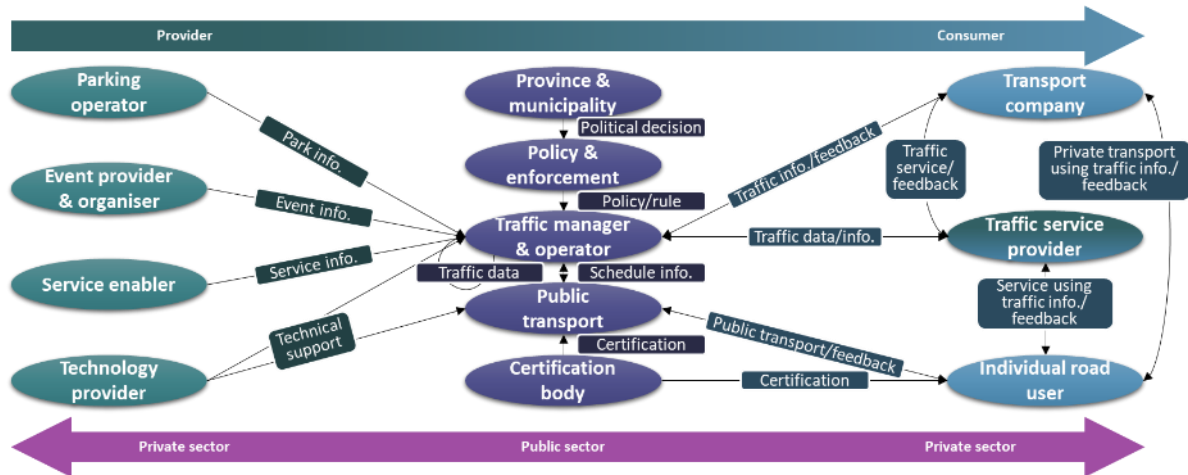 Provider
Consumer
Parking
operator
Province &
municipality
Transport
company
Political decision
Park info.
Policy &
enforcement
Traffic info./feedback
Traffic
service/
feedback
Private transport
using traffic info./
feedback
Event provider
& organiser
Event info.
Policy/rule
Traffic manager
& operator
Traffic data/info.
Traffic service
provider
Service enabler
Service info.
Traffic data
Schedule info.
Public
transport
Service using
traffic info./
feedback
Technical
support
Public transport/feedback
Certification
Technology
provider
Certification
body
Certification
Individual road
user
Private sector
Public sector
Private sector